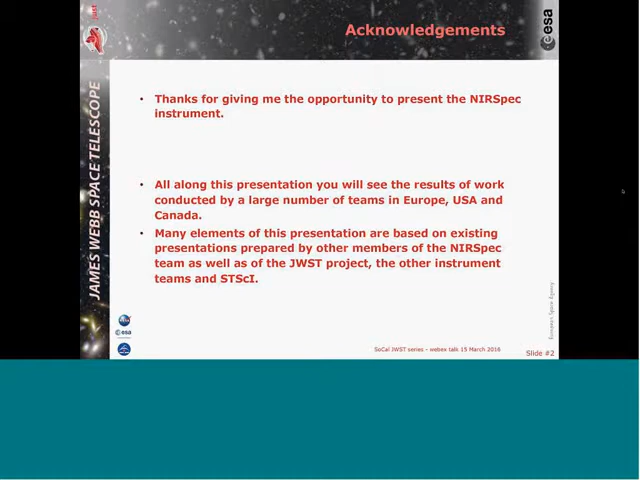 Acknowledgements
esa
JWST
JAMES WEBB SPACE TELESCOPE
• Thanks for giving me the opportunity to present the NIRSpec
instrument.
• All along this presentation you will see the results of work
conducted by a large number of teams in Europe, USA and
Canada.
• Many elements of this presentation are based on existing
presentations prepared by other members of the NIRSpec
team as well as of the JWST project, the other instrument
teams and STScI.
European Space Agency
esa
SoCal JWST series - webex talk 15 March 2016
Slide #2